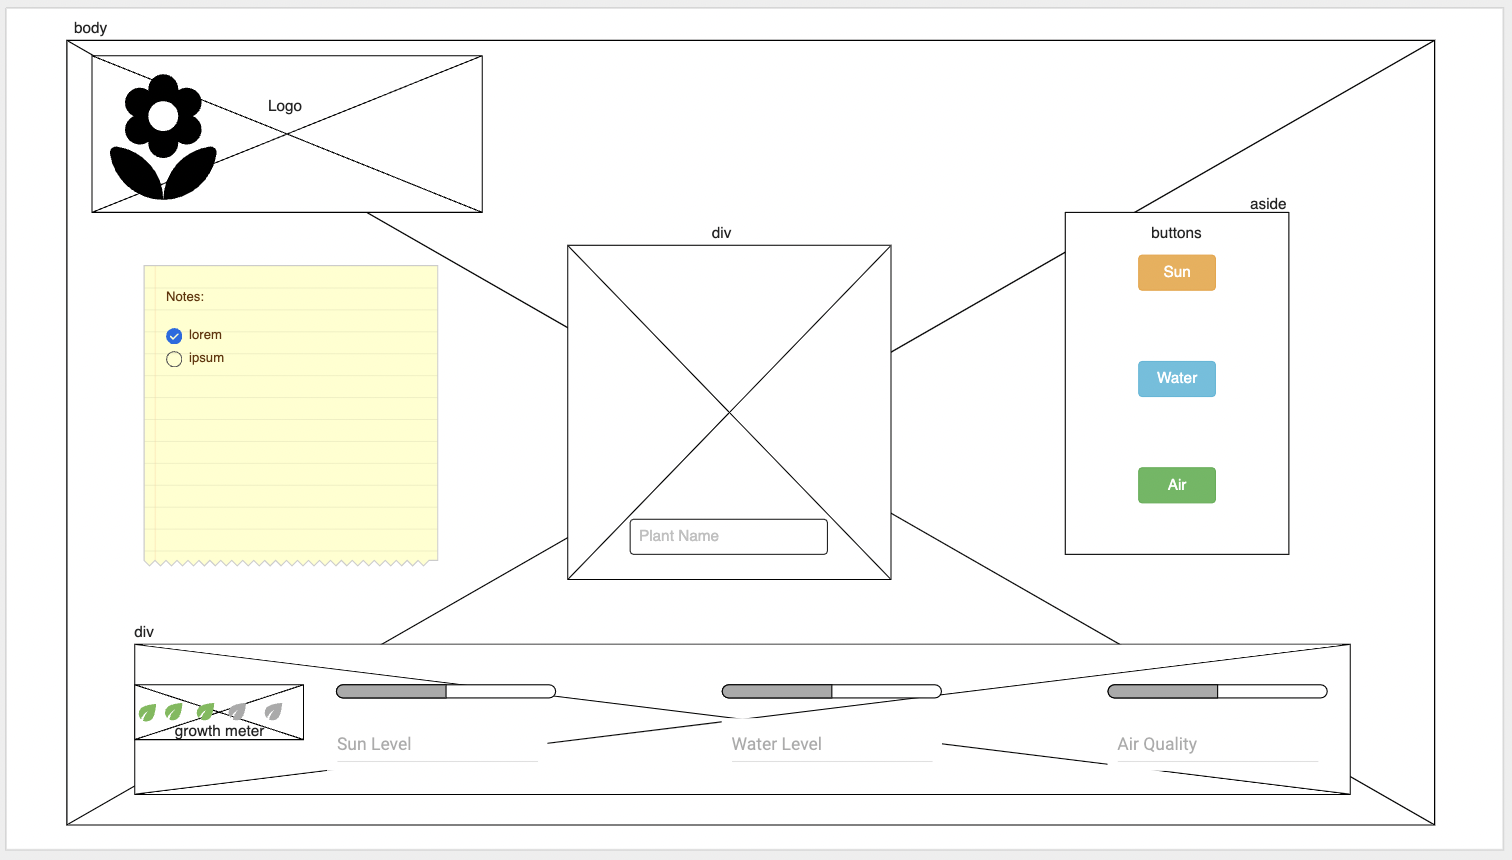 body
Logo
aside
div
buttons
Sun
Notes:
lorem
ipsum
Water
Air
Plant Name
div
growth meter
Sun Level
Water Level
Air Quality